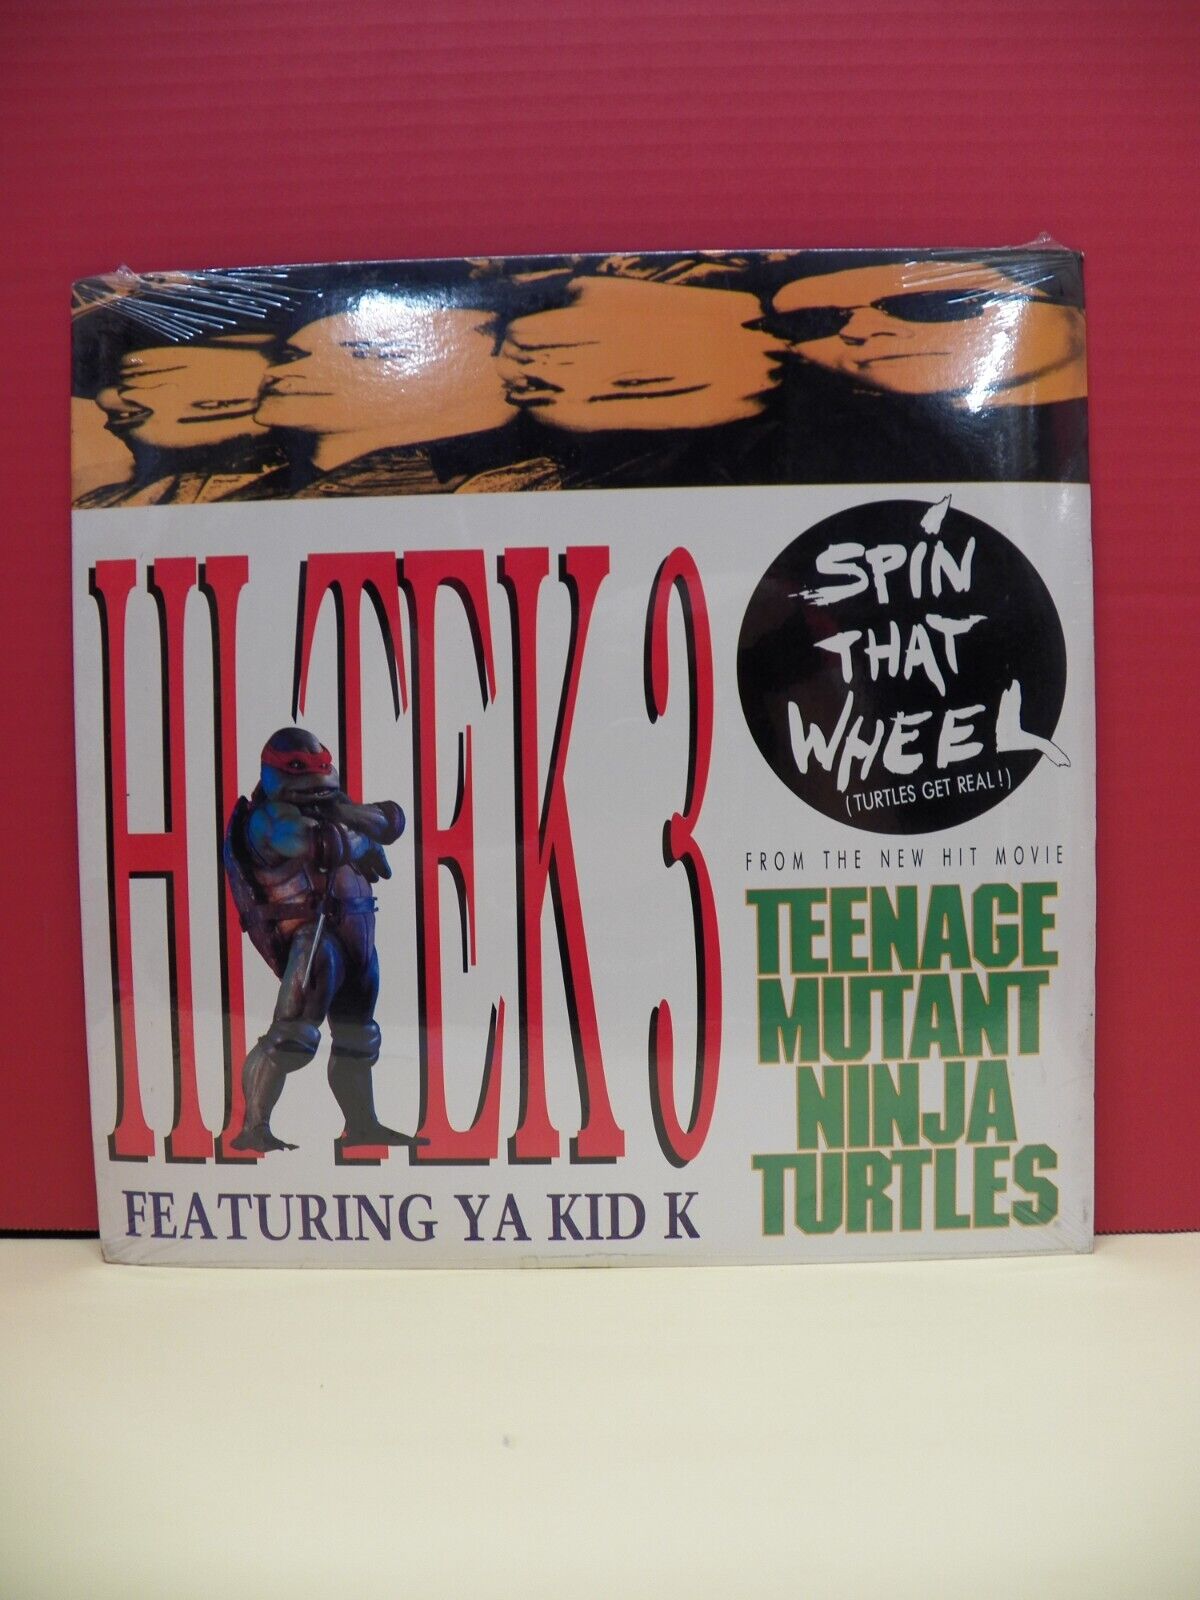 HI TEK 3
FEATURING YA KID K
SPIN
THAT
WHEEL
(TURTLES GET REAL!)
FROM THE NEW HIT MOVIE
TEENAGE
MUTANT
NINJA
TURTLES